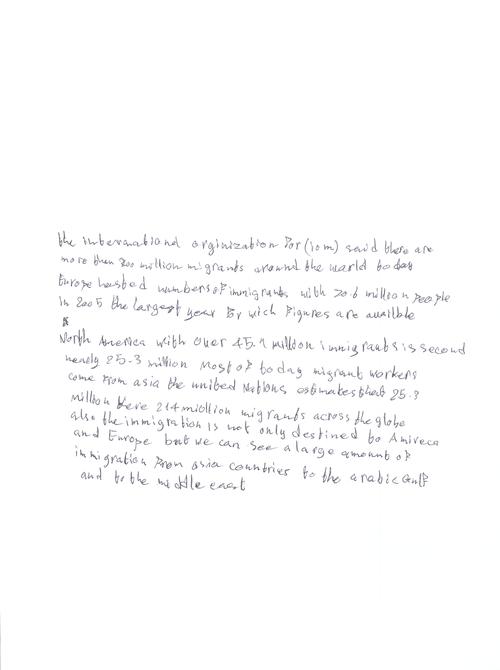 the internationd orginization For (iom) said there are
more then 200 million migrants around the world today
Europe hasted numbers of immigrants with 70.6 million people
in 2005 the largest year For wich Figures are availble
North America with over 45.1 million immigrants is second
nearly 25.3 million Most of today migrant workers
come From asia the united Nations estimates that 25.3
million there 214 midlion migrants across the globe
also the immigration is not only destined to Amireca
and Europe but we can see a large amount of
immigration From asia countries to the arabic Gulf
and to the middle east